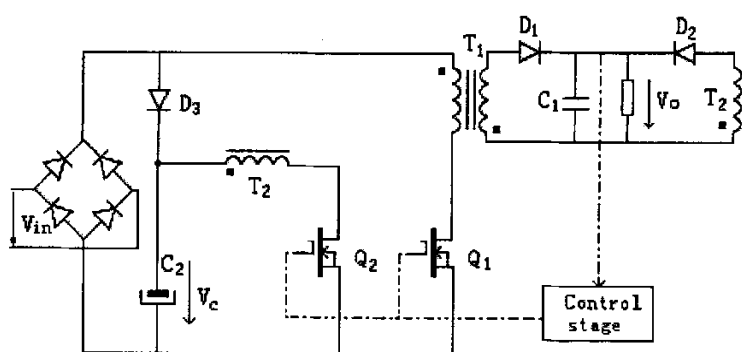 D1
D2
T1
D3
C1
Vo
T2
T2
Vin
Q2
Q1
C2
Vc
Control
stage